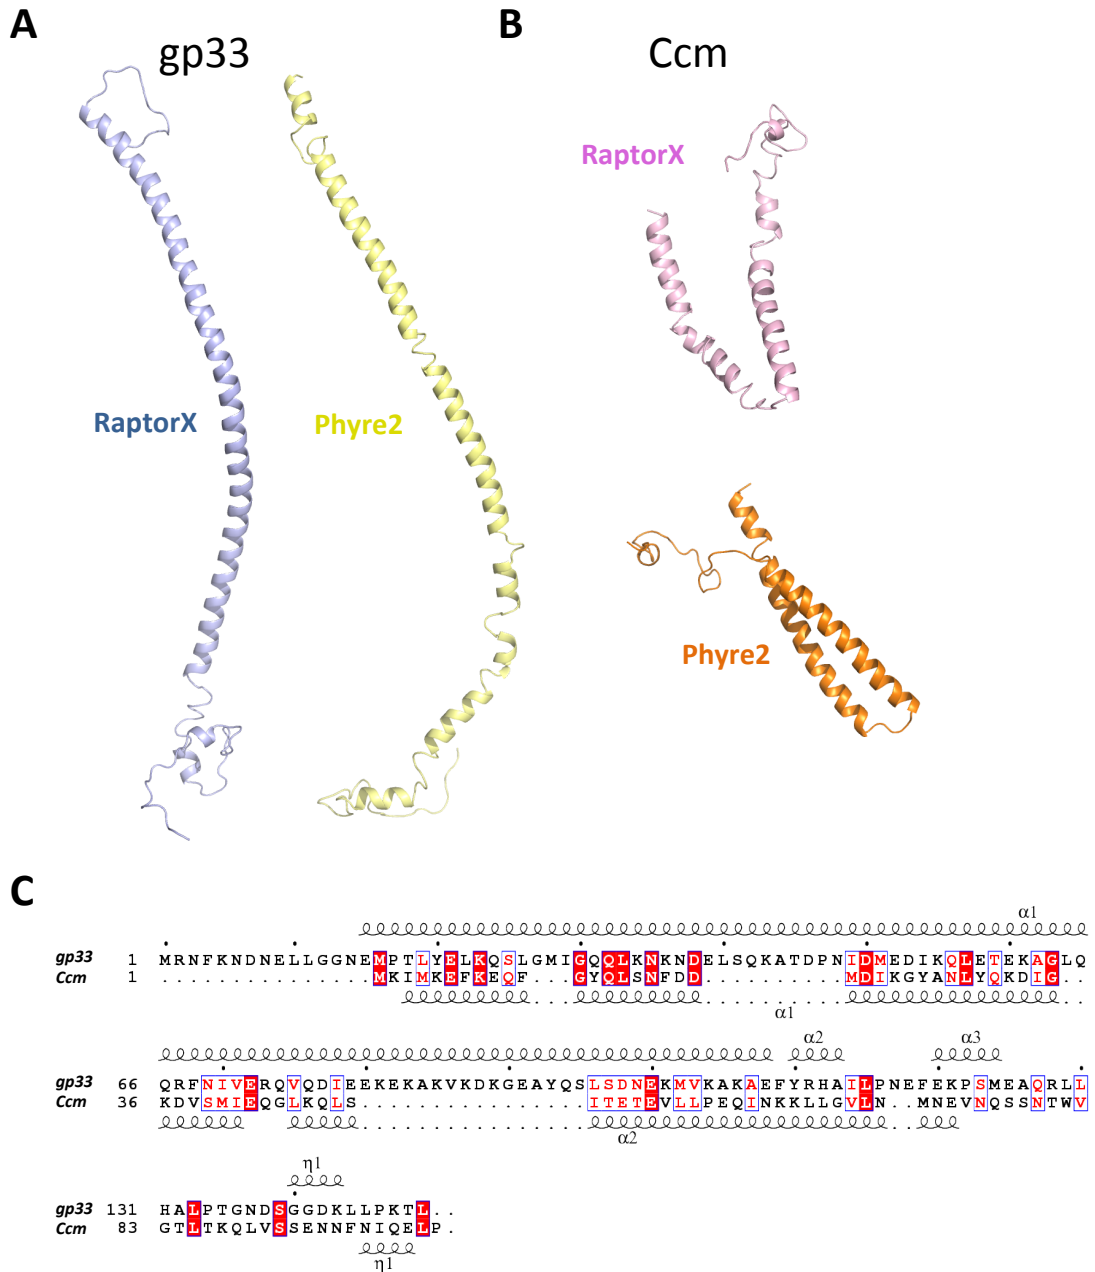 A
gp33
RaptorX
Phyre2
B
Ccm
RaptorX
Phyre2
C
α1
gp33 1 MRNFKNDNELLGGNEMPTLYELKQSLGMIGQQLKNKNDELSQKATDPNIDMEDIKQLETEKAGLQ
Ccm 1 ...............MKIMKEFKEQF...GYQLSNFDD..........MDIKGYANLYQKDIG..
α1
α2 α3
gp33 66 QRFNIVERQVQDIEEKEKAKVKDKGEAYQSLSDNEKMVKAKAEFYRHAILPNEFEKPSMEAQRLL
Ccm 36 KDVSMIEQGLKQLS................ITETEVLLPEQINKKLLGVLN..MNEVNQSSNTWV
α2
η1
gp33 131 HALPTGNDSGGDKLLPKTL..
Ccm 83 GTLTKQLVSSENNFNIQELP.
η1